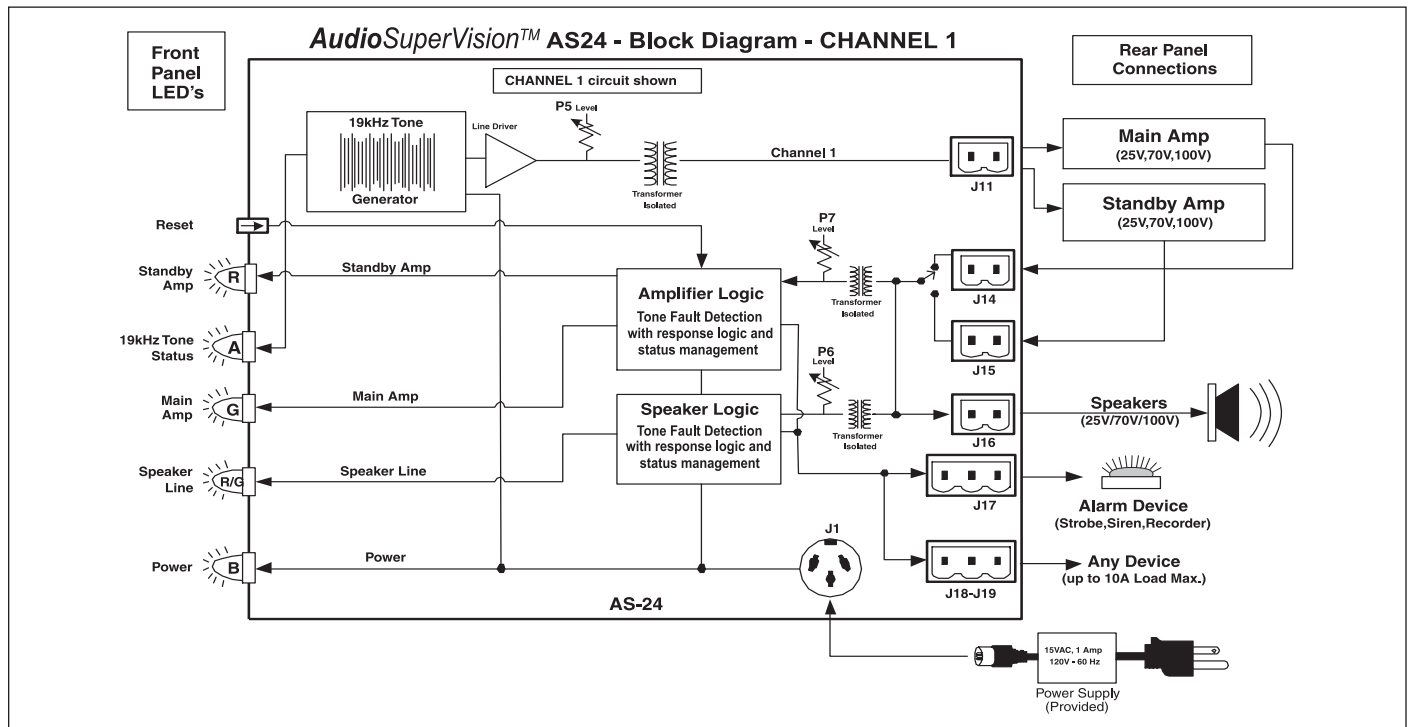 AudioSuperVision™ AS24 - Block Diagram - CHANNEL 1
Front
Panel
LED's
Rear Panel
Connections
CHANNEL 1 circuit shown
19kHz Tone
Generator
Line Driver
P5 Level
Transformer
Isolated
Channel 1
J11
Main Amp
(25V,70V,100V)
Standby Amp
(25V,70V,100V)
Reset
Standby
Amp
R
Standby Amp
Amplifier Logic
Tone Fault Detection
with response logic and
status management
P7
Level
Transformer
Isolated
J14
19kHz Tone
Status
A
J15
Main
Amp
G
Main Amp
Speaker Logic
Tone Fault Detection
with response logic and
status management
P6
Level
Transformer
Isolated
J16
Speakers
(25V/70V/100V)
Speaker
Line
R/G
Speaker Line
J17
Alarm Device
(Strobe,Siren,Recorder)
Power
B
Power
J1
J18-J19
Any Device
(up to 10A Load Max.)
AS-24
15VAC, 1 Amp
120V - 60 Hz
Power Supply
(Provided)